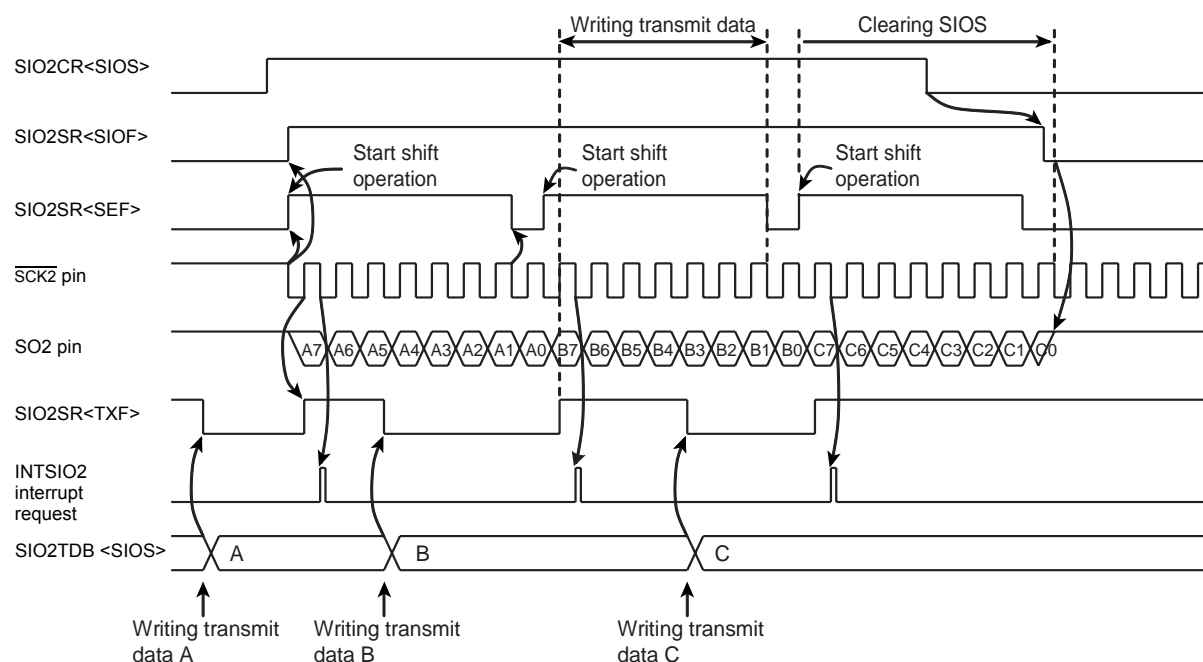 Writing transmit data
Clearing SIOS
SIO2CR<SIOS>
SIO2SR<SIOF>
Start shift
operation
Start shift
operation
Start shift
operation
SIO2SR<SEF>
SCK2 pin
SO2 pin
A7 A6 A5 A4 A3 A2 A1 A0 B7 B6 B5 B4 B3 B2 B1 B0 C7 C6 C5 C4 C3 C2 C1 C0
SIO2SR<TXF>
INTSIO2
interrupt
request
SIO2TDB <SIOS>
A
B
C
Writing transmit
data A
Writing transmit
data B
Writing transmit
data C